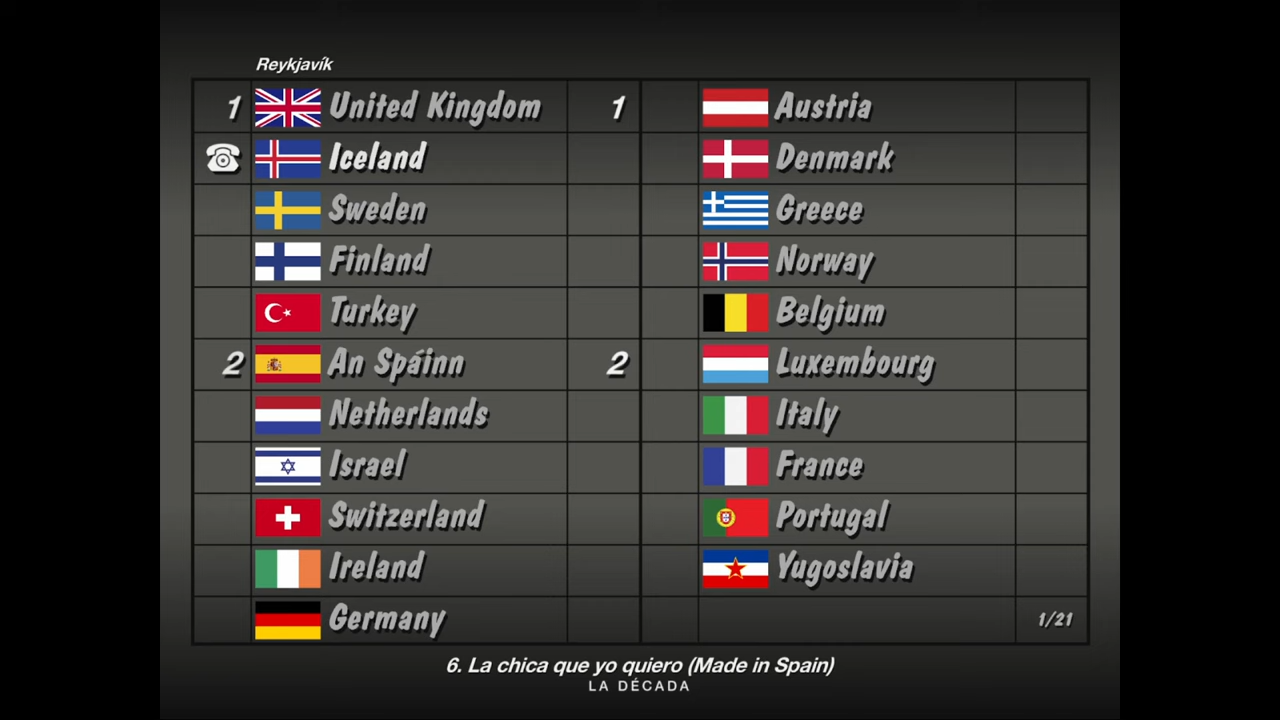 Reykjavík
1 United Kingdom 1
Iceland
Sweden
Finland
Turkey
2 An Spáinn 2
Netherlands
Israel
Switzerland
Ireland
Germany
Austria
Denmark
Greece
Norway
Belgium
Luxembourg
Italy
France
Portugal
Yugoslavia
1/21
6. La chica que yo quiero (Made in Spain)
LA DÉCADA